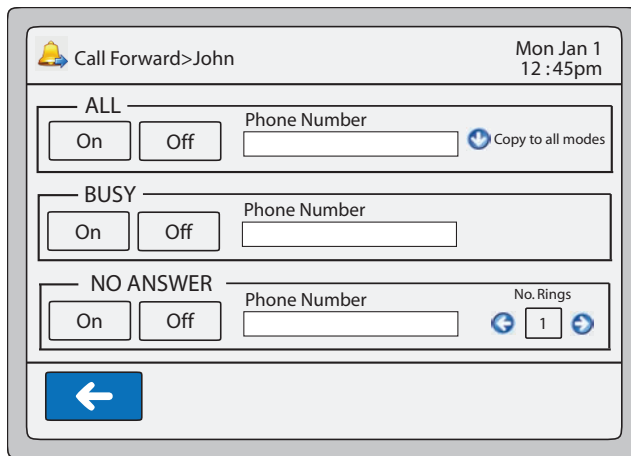 Call Forward>John
Mon Jan 1
12 :45pm
ALL
On
Off
Phone Number
Copy to all modes
BUSY
On
Off
Phone Number
NO ANSWER
On
Off
Phone Number
No. Rings
1